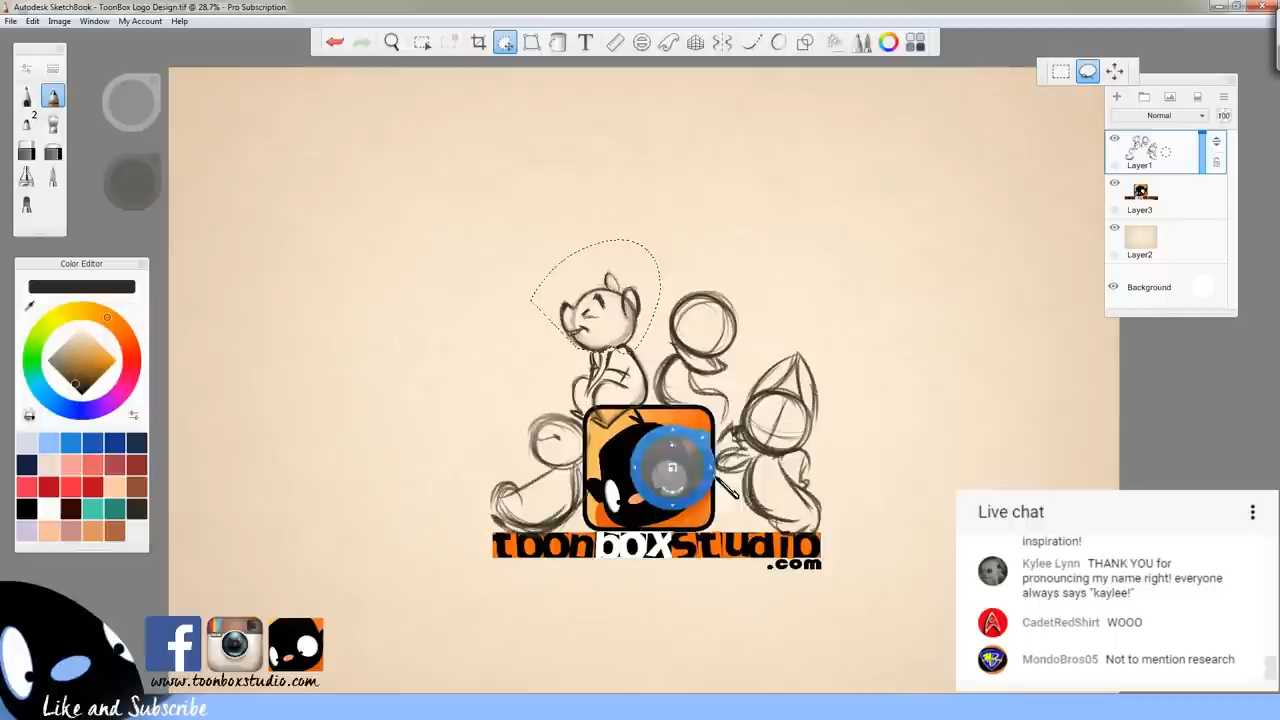 Autodesk SketchBook - ToonBox Logo Design.tif @ 28.7% - Pro Subscription
File Edit Image Window My Account Help
T
2
Normal
100
Layer1
Layer3
Layer2
Background
Color Editor
toonboxstudio
.com
Live chat
inspiration!
Kylee Lynn THANK YOU for
pronouncing my name right! everyone
always says "kaylee!"
CadetRedShirt WOOO
MondoBros05 Not to mention research
www.toonboxstudio.com
Like and Subscribe